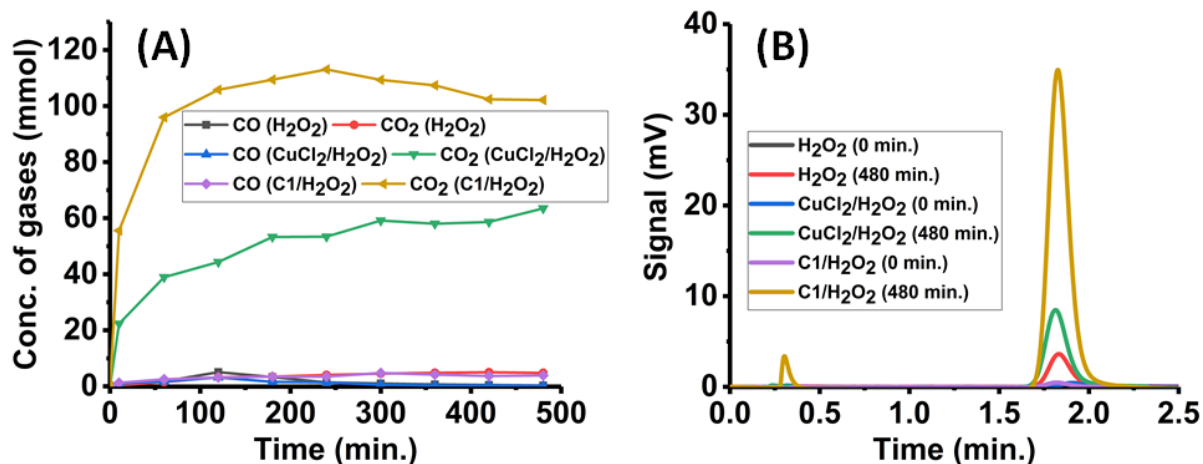 (A)
Conc. of gases (mmol)
120
100
80
60
40
20
0
CO (H₂O₂) CO₂ (H₂O₂)
CO (CuCl₂/H₂O₂) CO₂ (CuCl₂/H₂O₂)
CO (C1/H₂O₂) CO₂ (C1/H₂O₂)
0 100 200 300 400 500
Time (min.)
(B)
Signal (mV)
40
30
20
10
0
H₂O₂ (0 min.)
H₂O₂ (480 min.)
CuCl₂/H₂O₂ (0 min.)
CuCl₂/H₂O₂ (480 min.)
C1/H₂O₂ (0 min.)
C1/H₂O₂ (480 min.)
0.0 0.5 1.0 1.5 2.0 2.5
Time (min.)